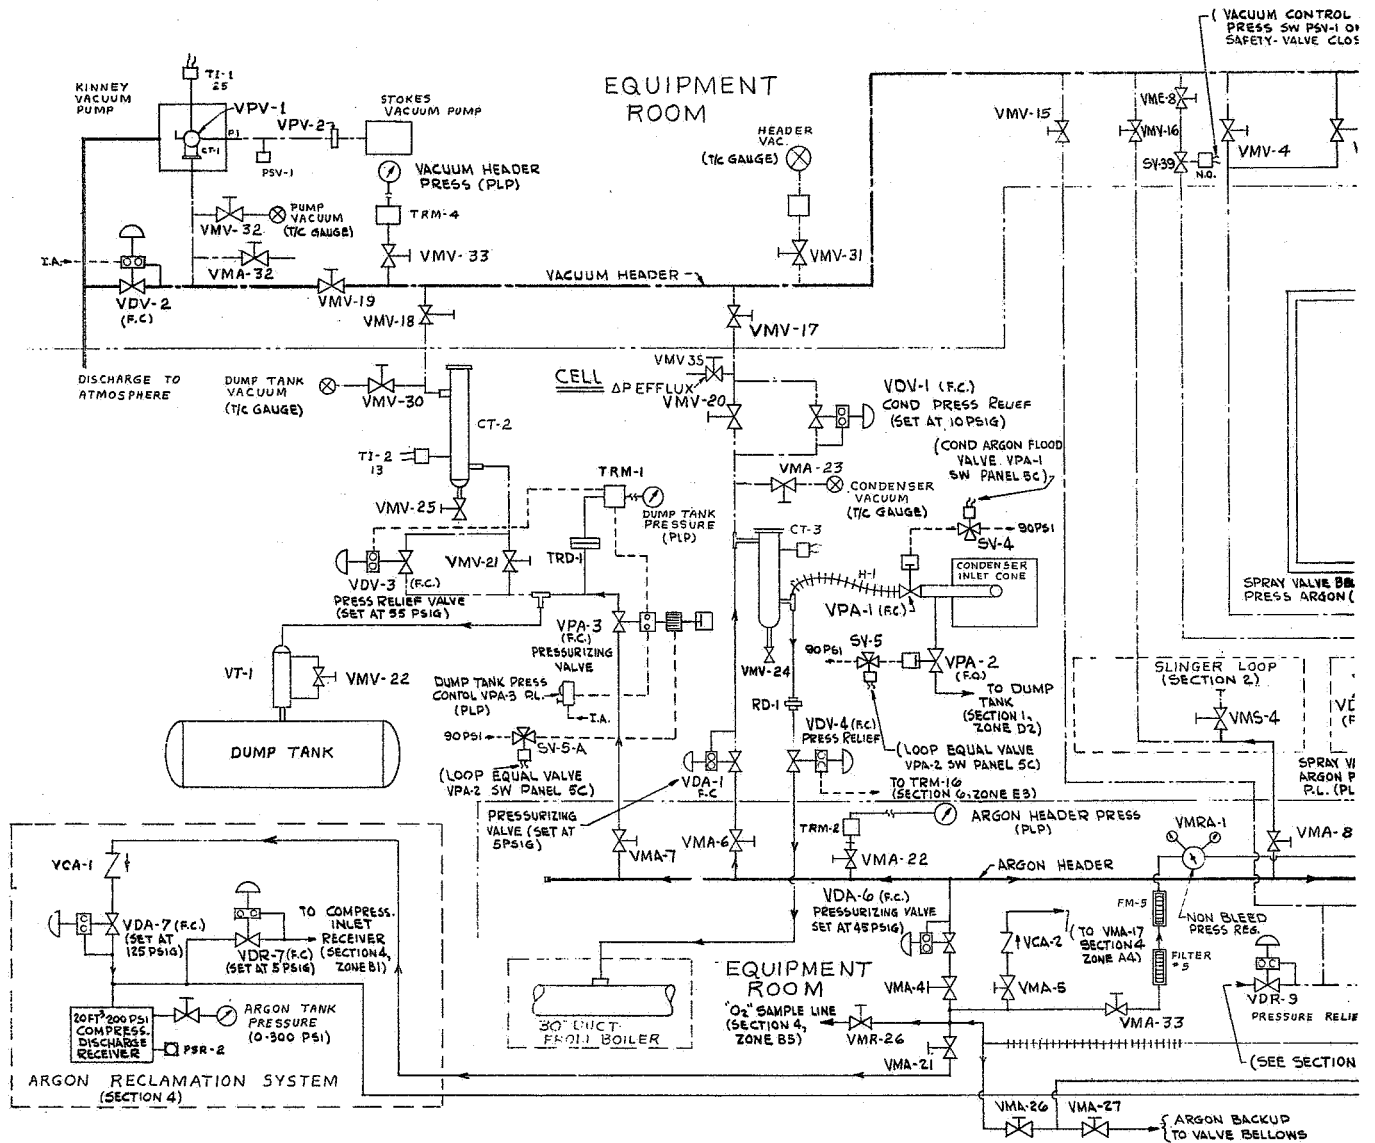 ( VACUUM CONTROL
PRESS SW PSV-1
SAFETY-VALVE CLOS
KINNEY
VACUUM
PUMP
TI-1
25
VPV-1
P.I
CT-1
PSV-1
VPV-2
STOKES
VACUUM PUMP
EQUIPMENT
ROOM
HEADER
VAC.
(T/C GAUGE)
VACUUM HEADER
PRESS (PLP)
TRM-4
VMV-33
VMV-15
VME-8
VMV-16
SV-39
N.O.
VMV-4
PUMP
VACUUM
(T/C GAUGE)
VMV-32
VMA-32
VMV-31
I.A.
VDV-2
(F.C)
VMV-19
VACUUM HEADER
VMV-18
VMV-17
DISCHARGE TO
ATMOSPHERE
DUMP TANK
VACUUM
(T/C GAUGE)
VMV-30
CT-2
TI-2
13
VMV-25
CELL
VMV35
ΔP EFFLUX
VMV-20
VDV-1 (F.C.)
COND PRESS RELIEF
(SET AT 10 PSIG)
(COND ARGON FLOOD
VALVE VPA-1
SW PANEL 5C)
TRM-1
DUMP TANK
PRESSURE
(PLP)
TRD-1
VMA-23
CONDENSER
VACUUM
(T/C GAUGE)
90PSI
SV-4
CT-3
H-1
CONDENSER
INLET CONE
VDV-3 (F.C.)
PRESS RELIEF VALVE
(SET AT 55 PSIG)
VMV-21
VPA-3
(F.C.)
PRESSURIZING
VALVE
VPA-1 (F.C.)
SPRAY VALVE
PRESS ARGON (
VT-1
VMV-22
VMV-24
90PSI
SV-5
VPA-2
(F.O.)
TO DUMP
TANK
(SECTION 1,
ZONE D2)
SLINGER LOOP
(SECTION 2)
VMS-4
DUMP TANK PRESS
CONTOL VPA-3 P.L.
(PLP)
I.A.
RD-1
VDV-4 (F.C)
PRESS RELIEF
DUMP TANK
90PSI
SV-5-A
(LOOP EQUAL VALVE
VPA-2 SW PANEL 5C)
VDA-1
F.C
(LOOP EQUAL VALVE
VPA-2 SW PANEL 5C)
TO TRM-16
(SECTION 6, ZONE E3)
ARGON P
P.L. (PL
PRESSURIZING
VALVE (SET AT
5PSIG)
VMA-7
VMA-6
TRM-2
ARGON HEADER PRESS
(PLP)
VMA-22
VMRA-1
VMA-8
ARGON HEADER
VCA-1
VDA-7 (F.C.)
(SET AT
125 PSIG)
VDR-7 (F.C)
(SET AT 5 PSIG)
TO COMPRESS.
INLET
RECEIVER
(SECTION 4,
ZONE B1)
VDA-6 (F.C.)
PRESSURIZING VALVE
SET AT 45 PSIG)
VCA-2
(TO VMA-17
SECTION 4
ZONE A4)
FM-5
FILTER
#5
NON BLEED
PRESS REG.
EQUIPMENT
ROOM
VMA-41
VMA-5
VMA-33
VDR-9
PRESSURE RELIE
20 FT³ 200 PSI
COMPRESS.
DISCHARGE
RECEIVER
ARGON TANK
PRESSURE
(0-300 PSI)
PSR-2
30" DUCT
FROM BOILER
"O₂" SAMPLE LINE
(SECTION 4,
ZONE B5)
VMR-26
VMA-21
(SEE SECTION
ARGON RECLAMATION SYSTEM
(SECTION 4)
VMA-26
VMA-27
ARGON BACKUP
TO VALVE BELLOWS